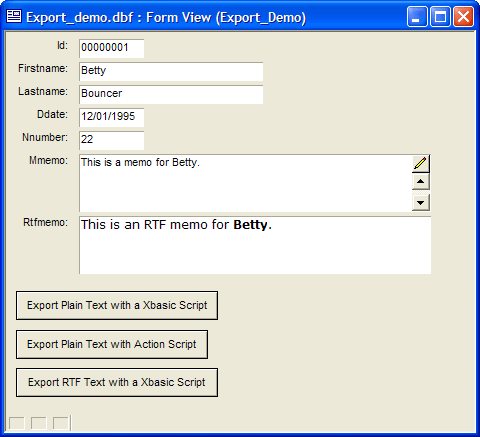 Export_demo.dbf : Form View (Export_Demo)
Id: 00000001
Firstname: Betty
Lastname: Bouncer
Ddate: 12/01/1995
Nnumber: 22
Mmemo: This is a memo for Betty.
Rtfmemo: This is an RTF memo for Betty.
Export Plain Text with a Xbasic Script
Export Plain Text with Action Script
Export RTF Text with a Xbasic Script